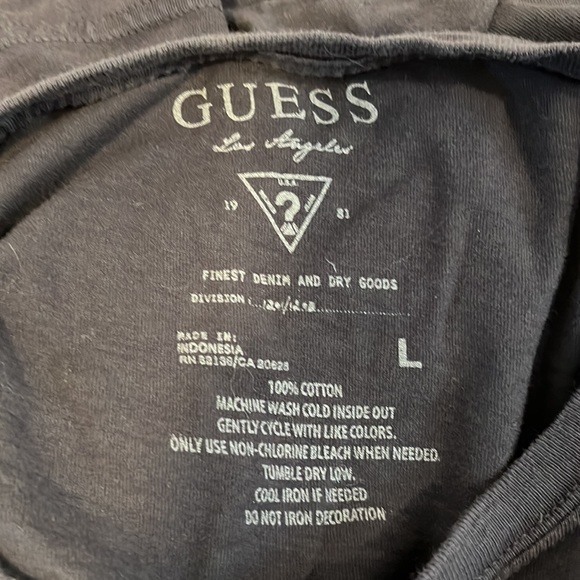 GUESS
Los Angeles
U.S.A.
?
19 81
FINEST DENIM AND DRY GOODS
DIVISION:
MADE IN:
INDONESIA
L
100% COTTON
MACHINE WASH COLD INSIDE OUT
GENTLY CYCLE WITH LIKE COLORS.
ONLY USE NON-CHLORINE BLEACH WHEN NEEDED.
TUMBLE DRY LOW.
COOL IRON IF NEEDED
DO NOT IRON DECORATION